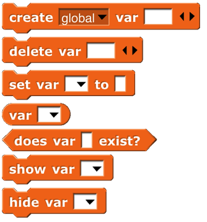 create global var
delete var
set var to
var
does var exist?
show var
hide var